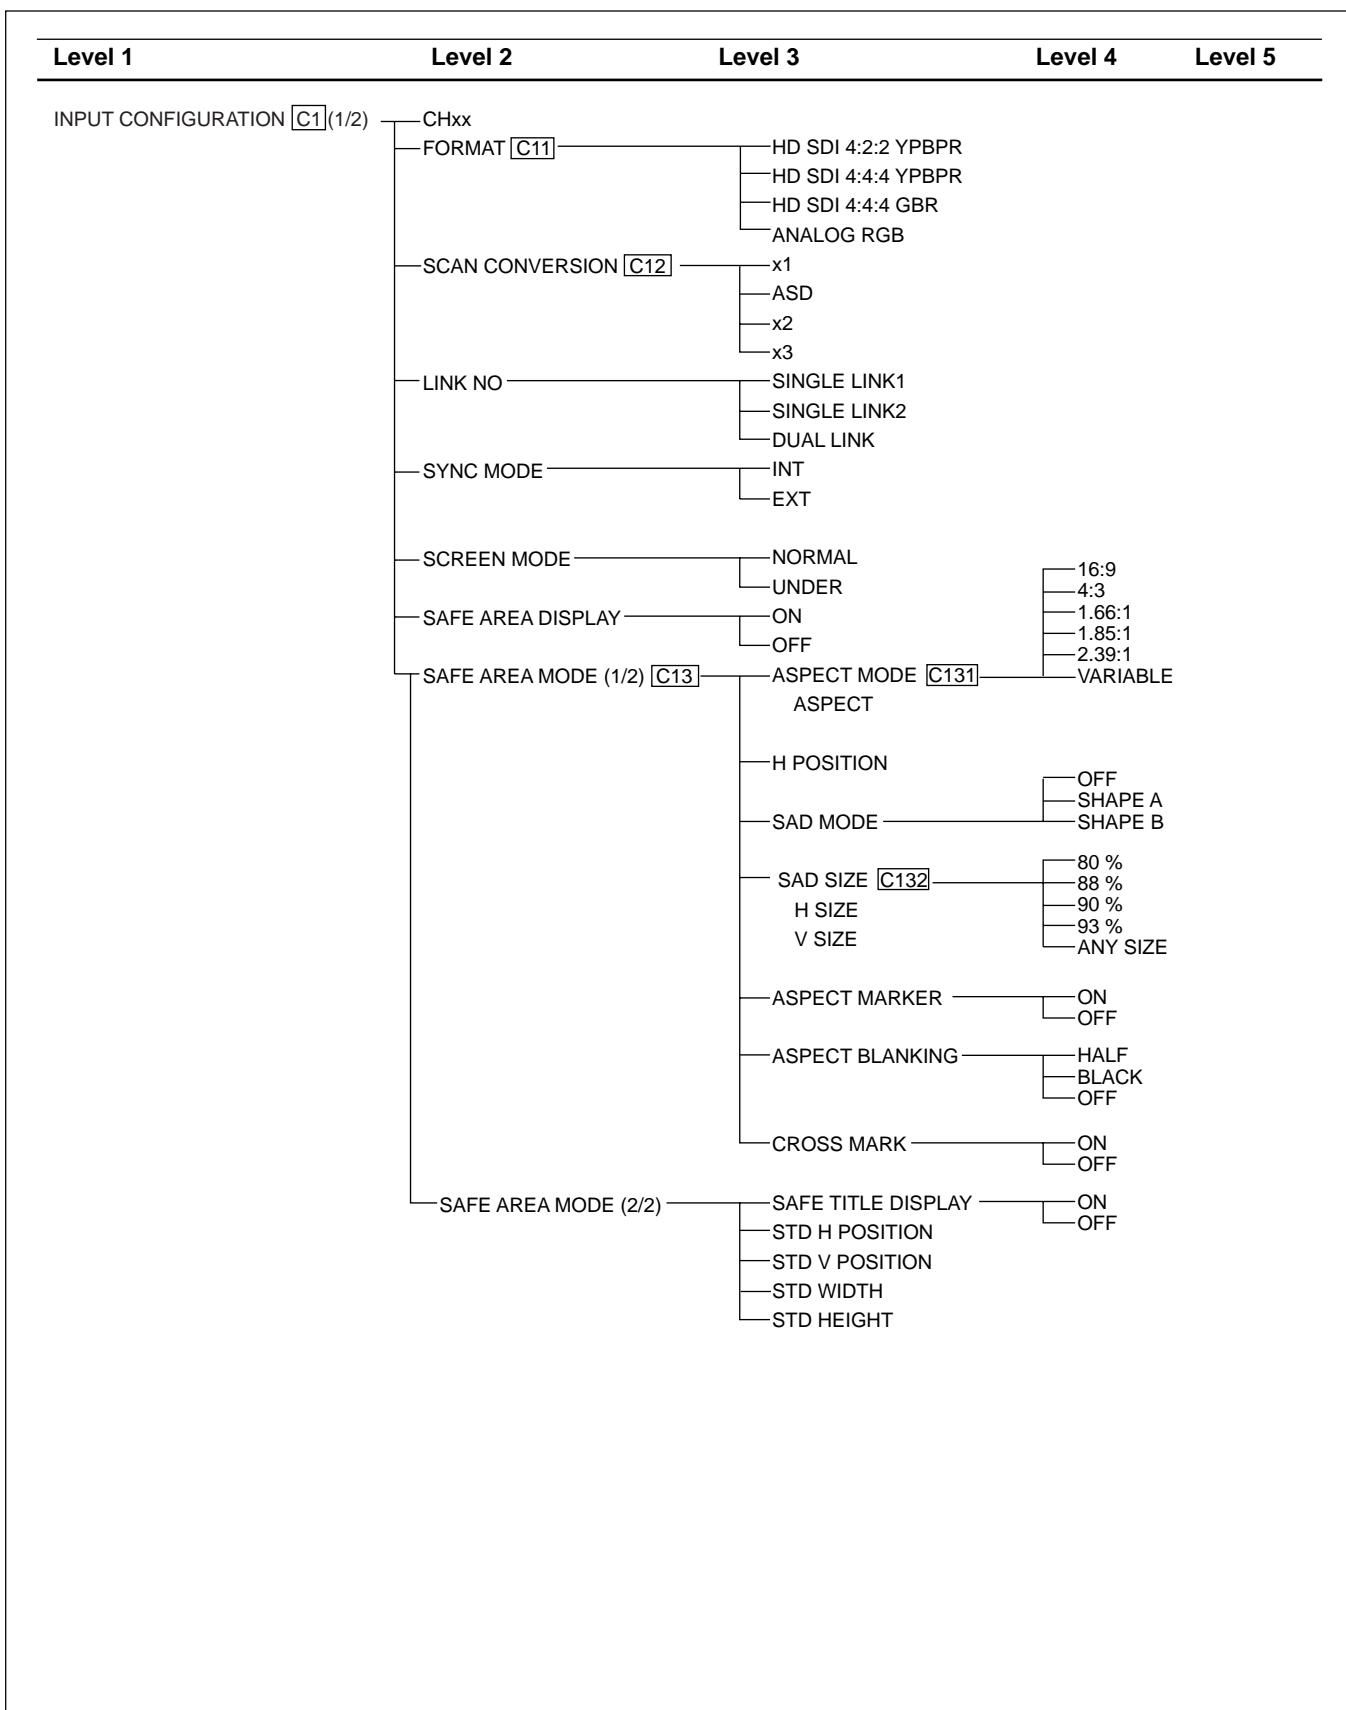 Level 1 Level 2 Level 3 Level 4 Level 5
INPUT CONFIGURATION C1 (1/2) CHxx
FORMAT C11 HD SDI 4:2:2 YPBPR
HD SDI 4:4:4 YPBPR
HD SDI 4:4:4 GBR
ANALOG RGB
SCAN CONVERSION C12 x1
ASD
x2
x3
LINK NO SINGLE LINK1
SINGLE LINK2
DUAL LINK
SYNC MODE INT
EXT
SCREEN MODE NORMAL
UNDER
SAFE AREA DISPLAY ON
OFF
SAFE AREA MODE (1/2) C13 ASPECT MODE C131
16:9
4:3
1.66:1
1.85:1
2.39:1
VARIABLE
ASPECT
H POSITION
SAD MODE
OFF
SHAPE A
SHAPE B
SAD SIZE C132
80 %
88 %
90 %
93 %
ANY SIZE
H SIZE
V SIZE
ASPECT MARKER ON
OFF
ASPECT BLANKING HALF
BLACK
OFF
CROSS MARK ON
OFF
SAFE AREA MODE (2/2) SAFE TITLE DISPLAY ON
OFF
STD H POSITION
STD V POSITION
STD WIDTH
STD HEIGHT